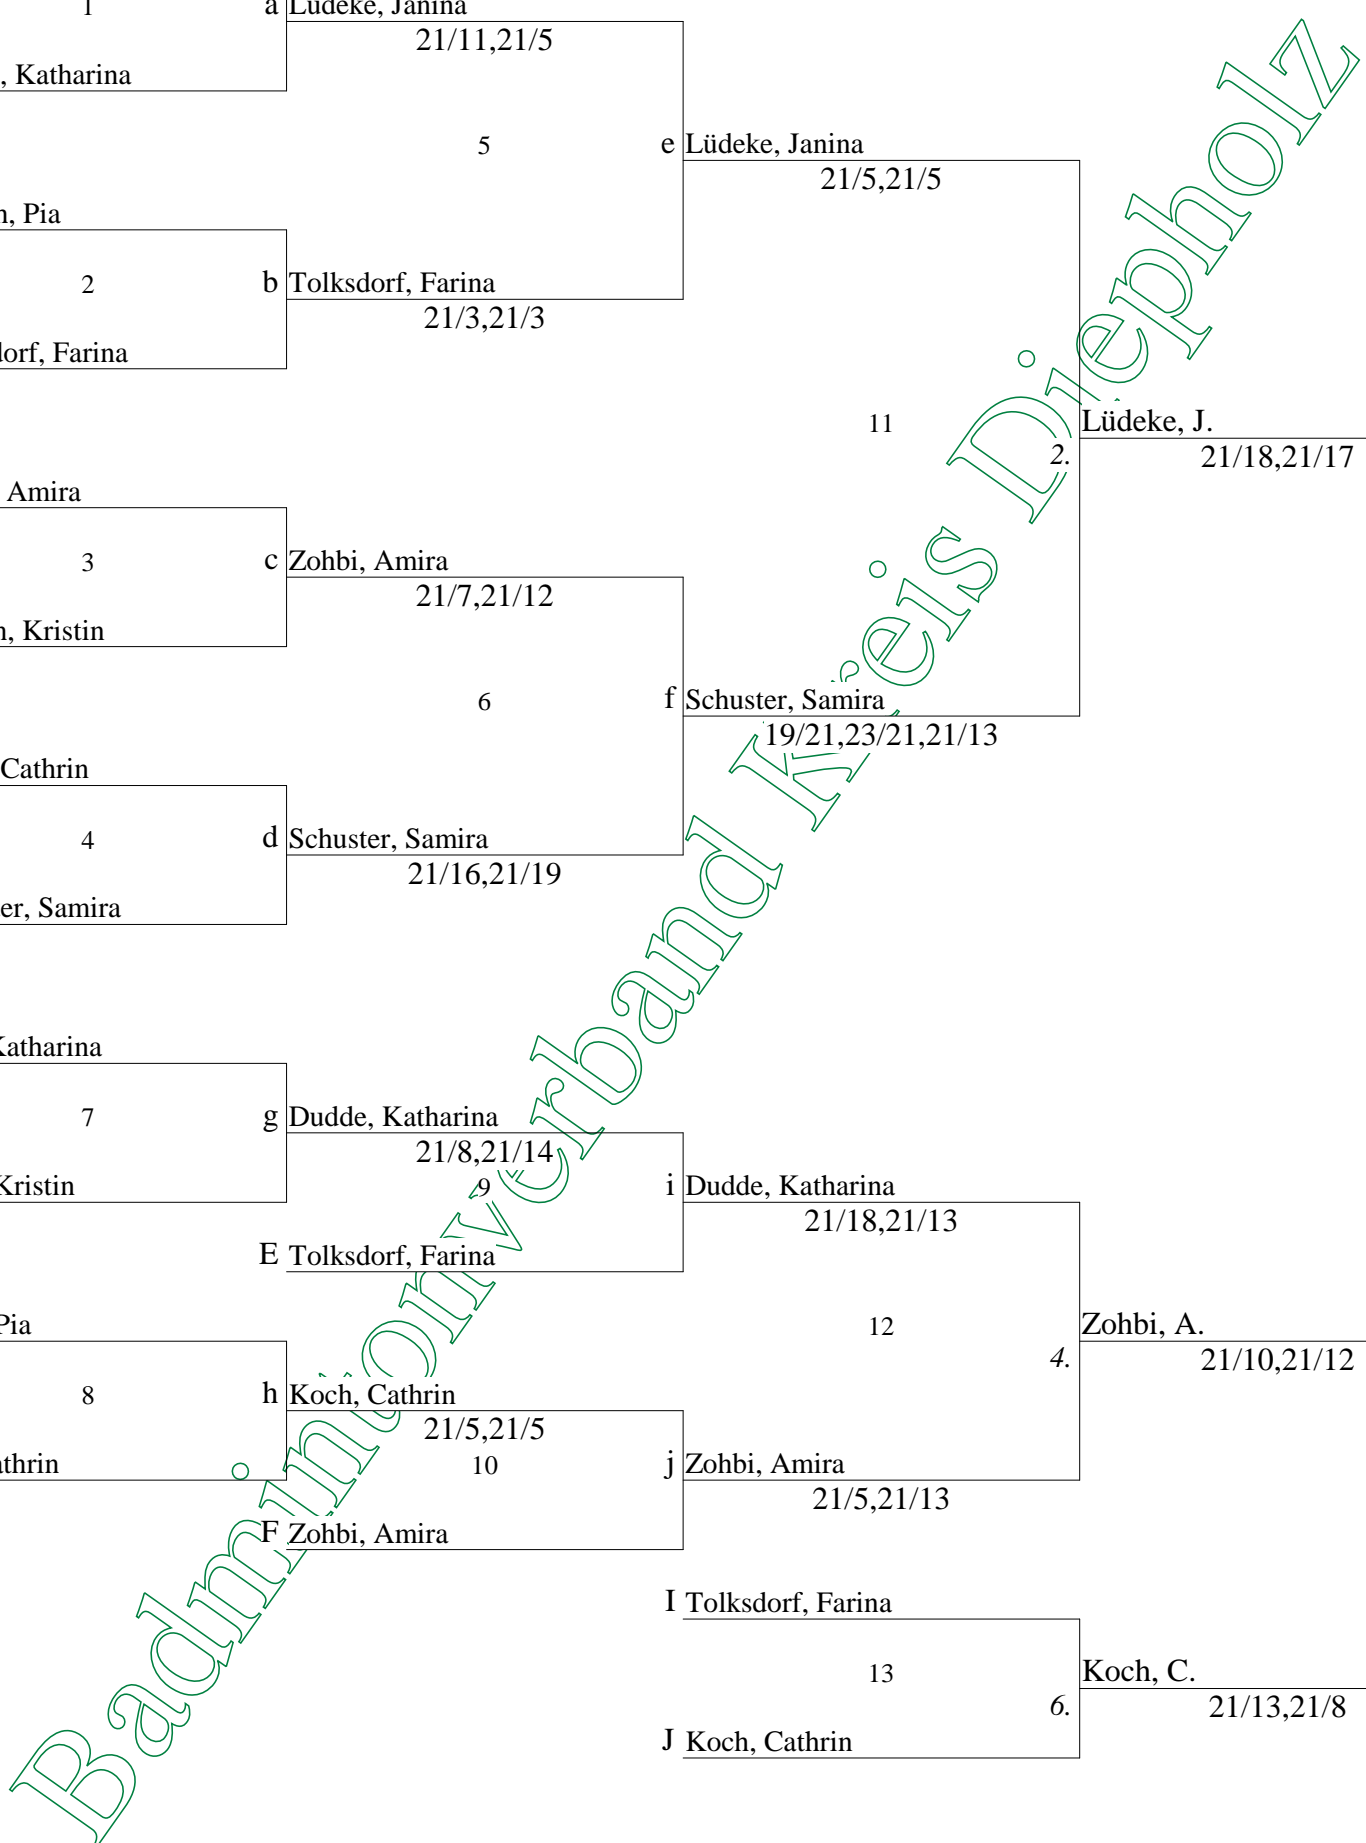 1
a Lüdeke, Janina
21/11,21/5
, Katharina
5
e Lüdeke, Janina
21/5,21/5
, Pia
2
b Tolksdorf, Farina
21/3,21/3
dorf, Farina
11
Lüdeke, J.
2.
21/18,21/17
Amira
3
c Zohbi, Amira
21/7,21/12
n, Kristin
6
f Schuster, Samira
19/21,23/21,21/13
Cathrin
4
d Schuster, Samira
21/16,21/19
er, Samira
Katharina
7
g Dudde, Katharina
21/8,21/14
9
Kristin
i Dudde, Katharina
21/18,21/13
E Tolksdorf, Farina
Pia
12
Zohbi, A.
4.
21/10,21/12
8
h Koch, Cathrin
21/5,21/5
athrin
10
j Zohbi, Amira
21/5,21/13
F Zohbi, Amira
I Tolksdorf, Farina
13
Koch, C.
6.
21/13,21/8
J Koch, Cathrin
Badmintonverband Kreis Diepholz